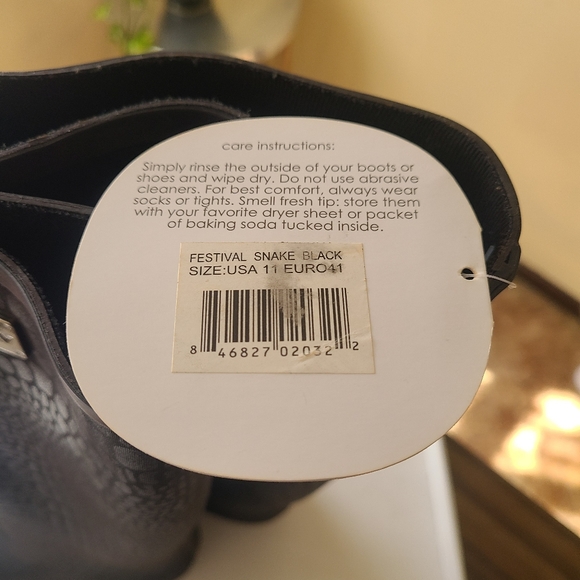 care instructions:
Simply rinse the outside of your boots or
shoes and wipe dry. Do not use abrasive
cleaners. For best comfort, always wear
socks or tights. Smell fresh tip: store them
with your favorite dryer sheet or packet
of baking soda tucked inside.
FESTIVAL SNAKE BLACK
SIZE:USA 11 EURO41
8 46827 02032 2